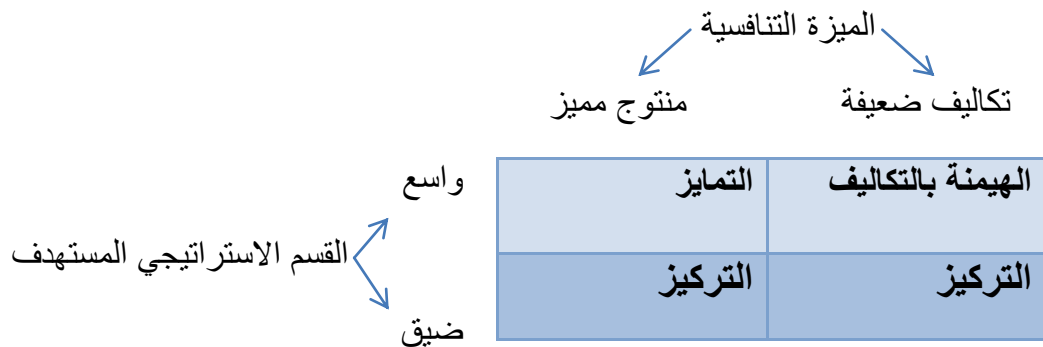 الميزة التنافسية
تكاليف ضعيفة
منتوج مميز
الهيمنة بالتكاليف
التمايز
واسع
القسم الاستراتيجي المستهدف
التركيز
التركيز
ضيق